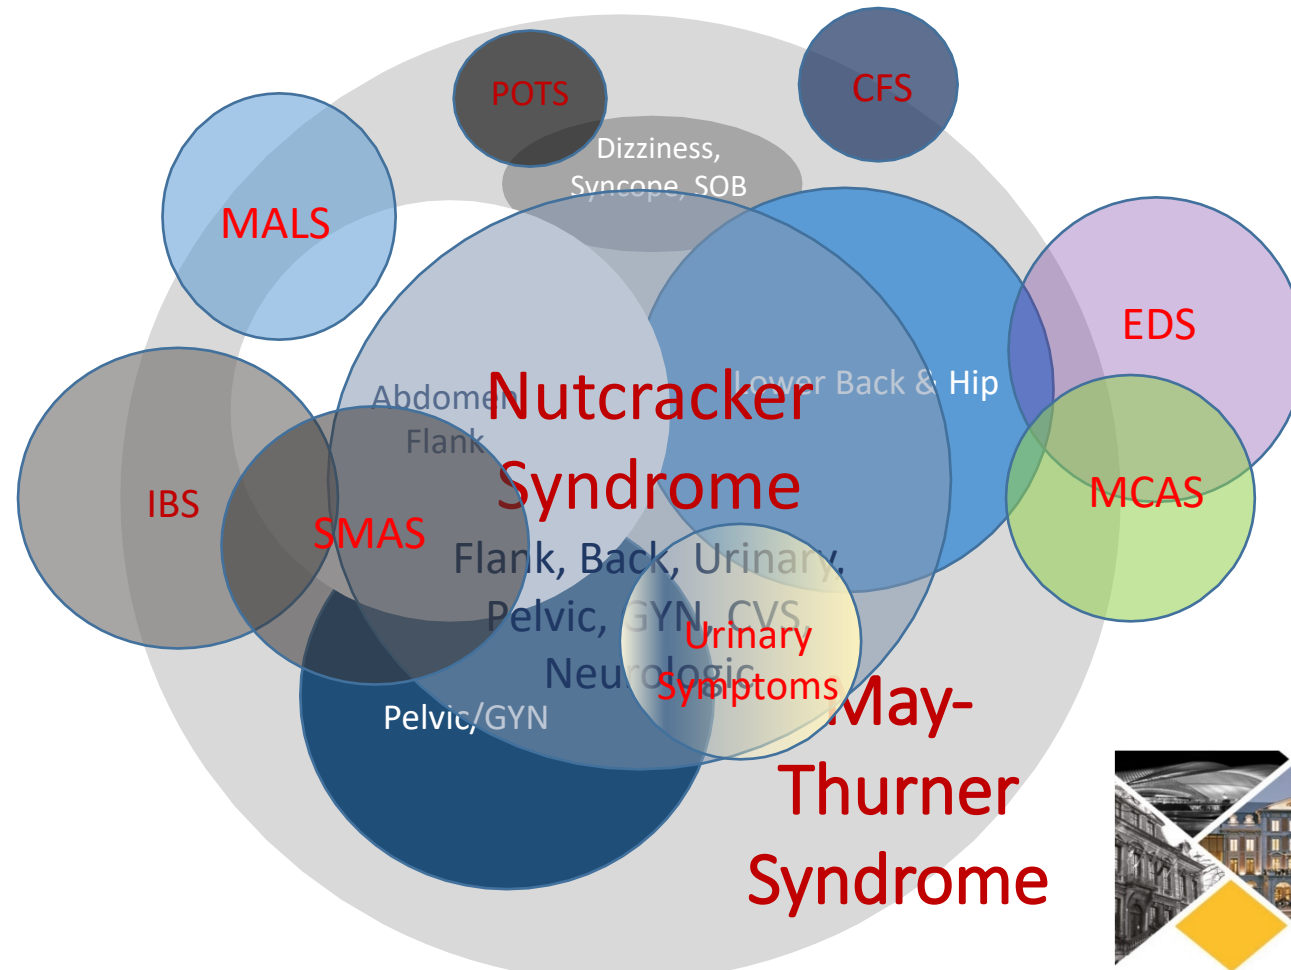 POTS
CFS
Dizziness,
Syncope, SOB
MALS
EDS
Lower Back & Hip
Abdomen
Flank
Nutcracker
Syndrome
IBS
SMAS
MCAS
Flank, Back, Urinary,
Pelvic, GYN, CVS,
Neurologic
Urinary
Symptoms
Pelvic/GYN
May-
Thurner
Syndrome